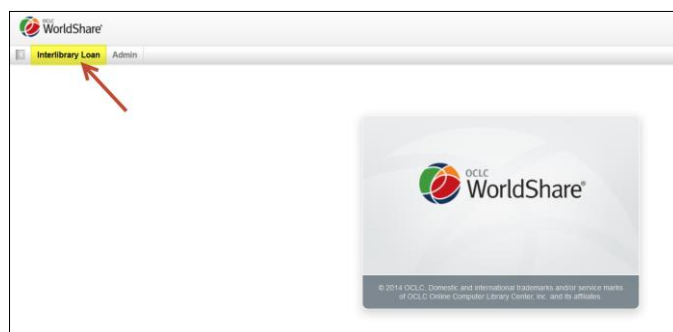 OCLC
WorldShare®
Interlibrary Loan Admin
OCLC
WorldShare®
© 2014 OCLC. Domestic and international trademarks and/or service marks
of OCLC Online Computer Library Center, Inc. and its affiliates.